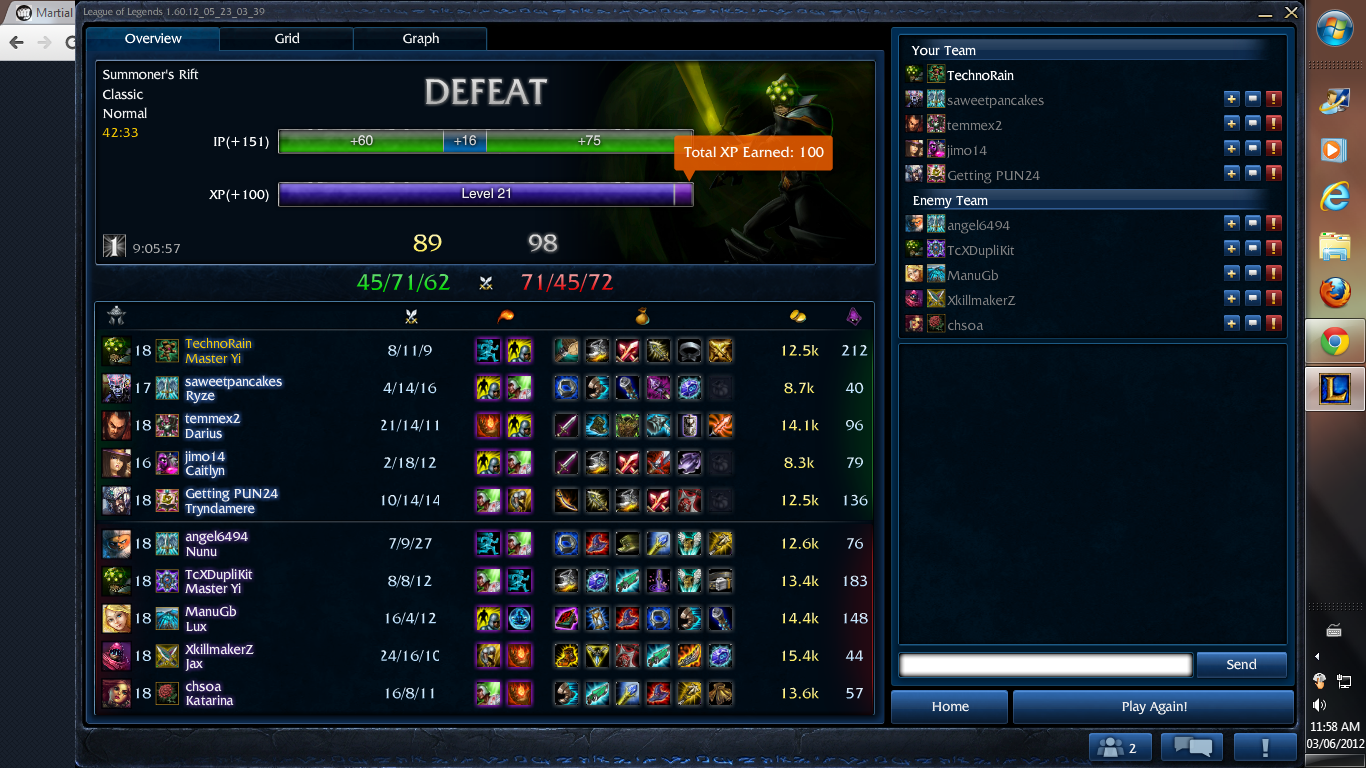 Martial
League of Legends 1.60.12_05_23_03_39
Overview Grid Graph
Summoner's Rift
Classic
Normal
42:33
DEFEAT
IP(+151) +60 +16 +75
Total XP Earned: 100
XP(+100) Level 21
1 9:05:57
89 98
45/71/62 71/45/72
18 TechnoRain Master Yi 8/11/9 12.5k 212
17 saweetpancakes Ryze 4/14/16 8.7k 40
18 temmex2 Darius 21/14/11 14.1k 96
16 jimo14 Caitlyn 2/18/12 8.3k 79
18 Getting PUN24 Tryndamere 10/14/14 12.5k 136
18 angel6494 Nunu 7/9/27 12.6k 76
18 TcXDupliKit Master Yi 8/8/12 13.4k 183
18 ManuGb Lux 16/4/12 14.4k 148
18 XkillmakerZ Jax 24/16/10 15.4k 44
18 chsoa Katarina 16/8/11 13.6k 57
Your Team
TechnoRain
saweetpancakes
temmex2
jimo14
Getting PUN24
Enemy Team
angel6494
TcXDupliKit
ManuGb
XkillmakerZ
chsoa
Send
Home Play Again!
2
L
11:58 AM
03/06/2012